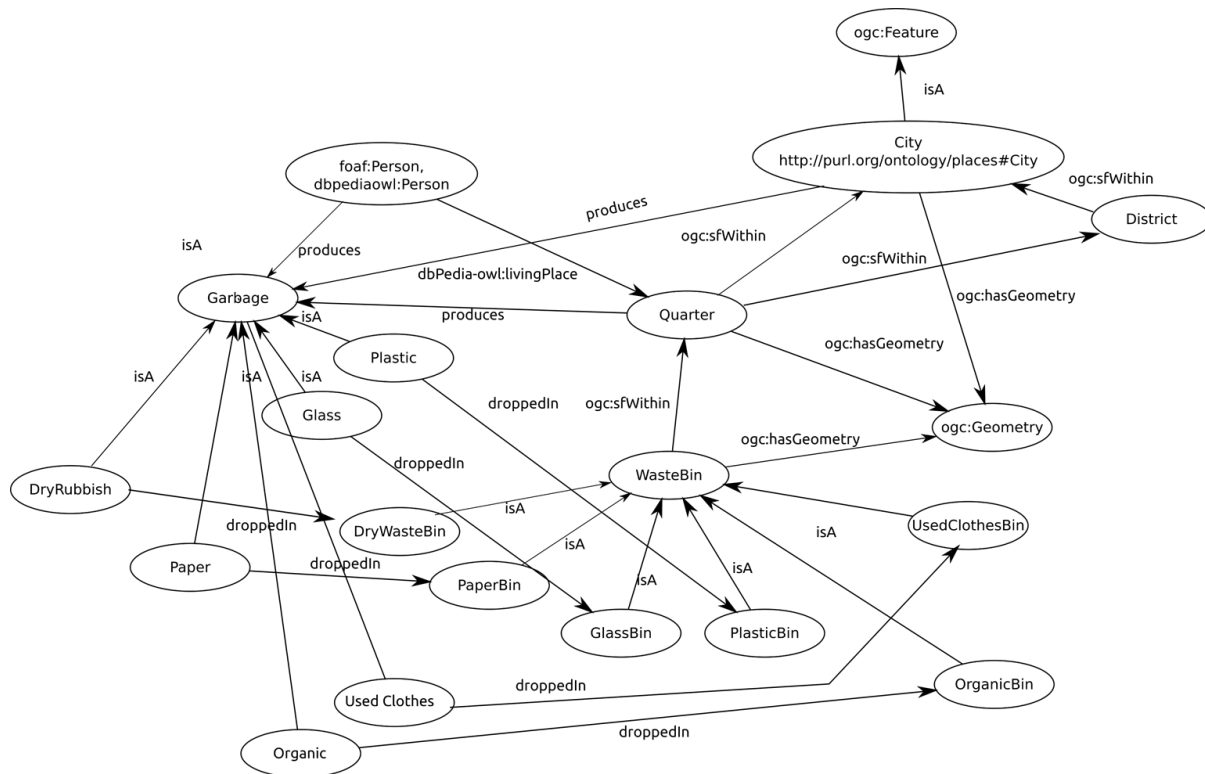 ogc:Feature
isA
City
http://purl.org/ontology/places#City
foaf:Person,
dbpediaowl:Person
ogc:sfWithin
District
produces
isA
produces
ogc:sfWithin
ogc:sfWithin
dbPedia-owl:livingPlace
Garbage
ogc:hasGeometry
isA
produces
Quarter
ogc:hasGeometry
Plastic
isA
isA
isA
droppedIn
ogc:sfWithin
Glass
ogc:Geometry
ogc:hasGeometry
droppedIn
WasteBin
DryRubbish
isA
droppedIn
DryWasteBin
UsedClothesBin
isA
isA
Paper
droppedIn
PaperBin
isA
isA
GlassBin
PlasticBin
droppedIn
OrganicBin
Used Clothes
droppedIn
Organic